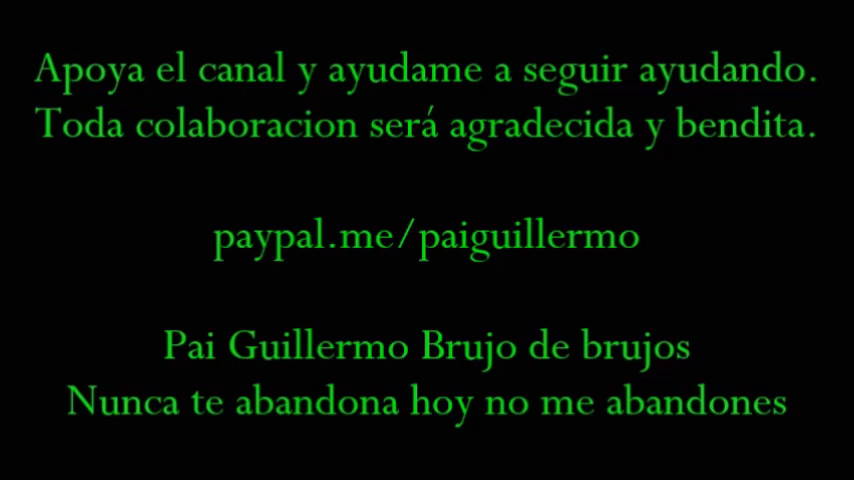 Apoya el canal y ayudame a seguir ayudando.
Toda colaboracion será agradecida y bendita.
paypal.me/paiguillermo
Pai Guillermo Brujo de brujos
Nunca te abandona hoy no me abandones